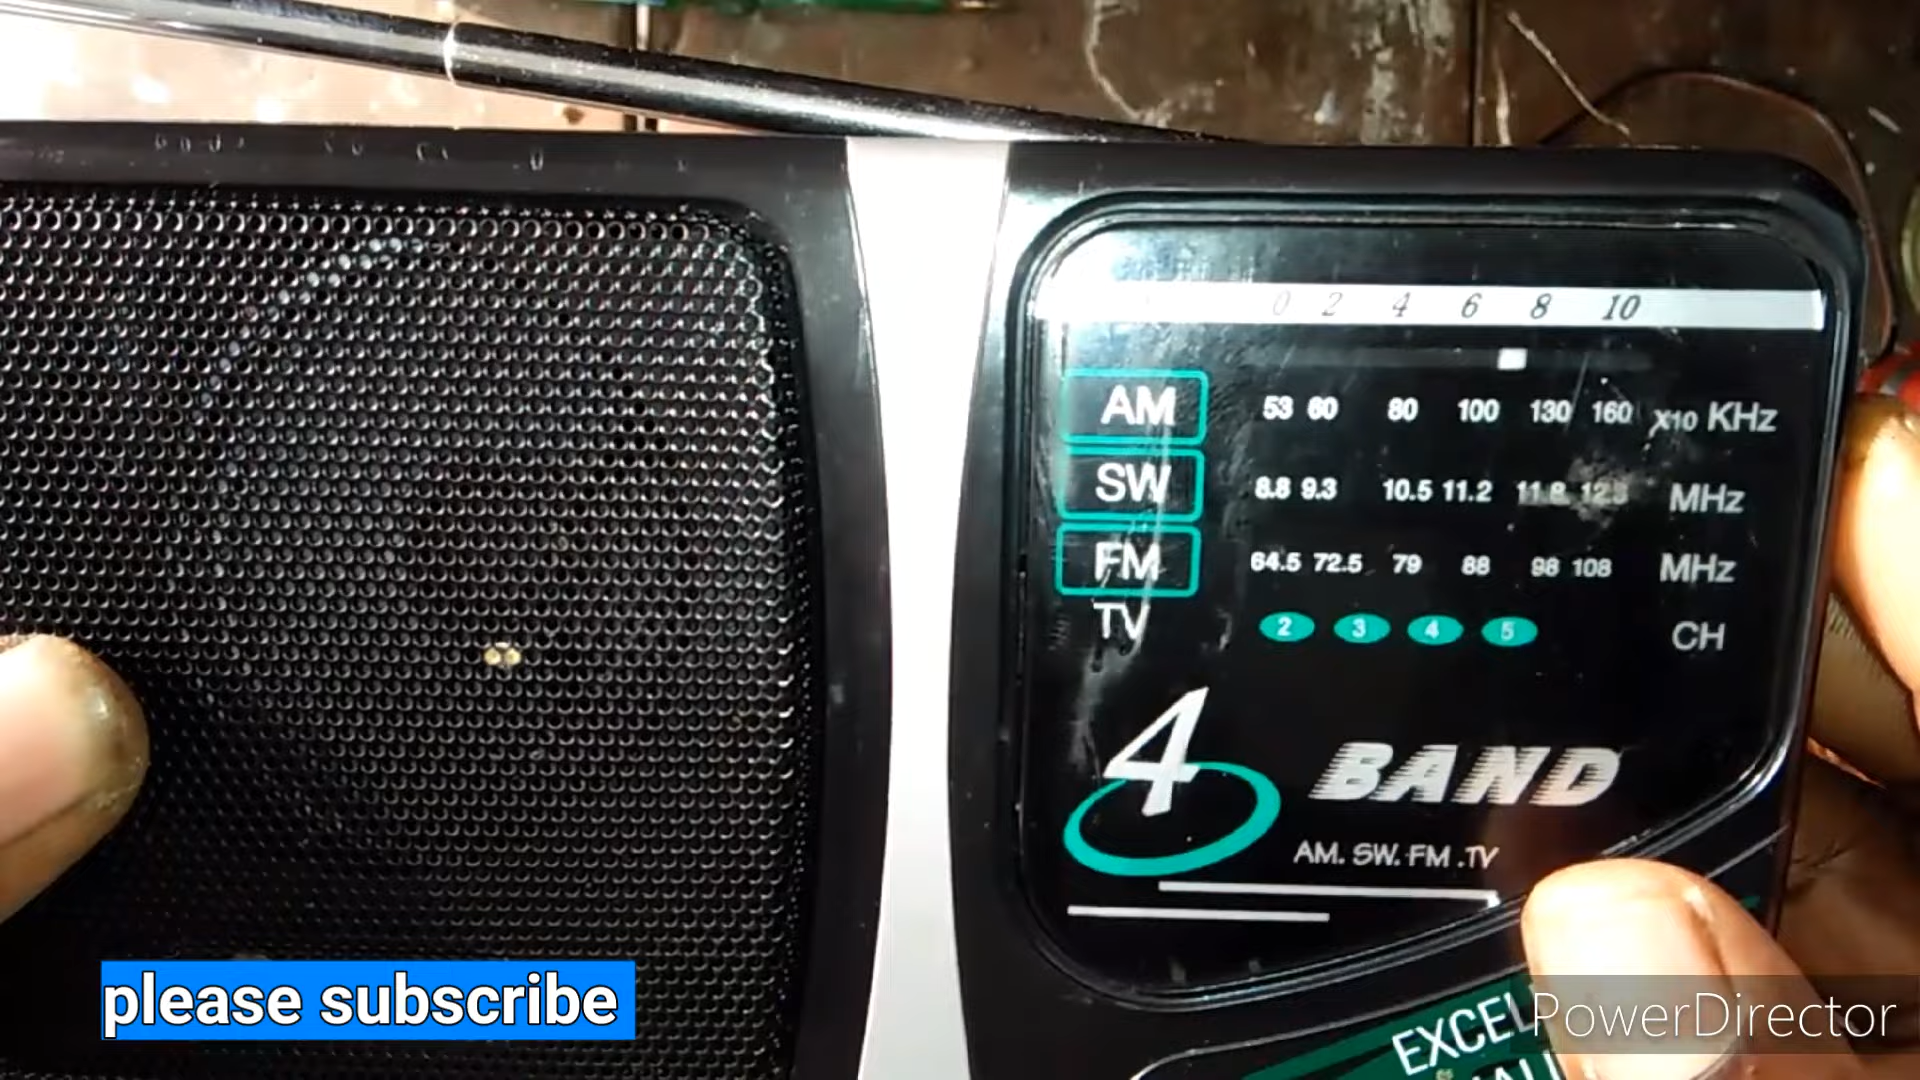 0 2 4 6 8 10
AM 53 60 80 100 130 160 x10 KHz
SW 8.8 9.3 10.5 11.2 11.8 MHz
FM 64.5 72.5 79 88 98 108 MHz
TV 2 3 4 5 CH
4 BAND
AM. SW. FM .TV
please subscribe
PowerDirector